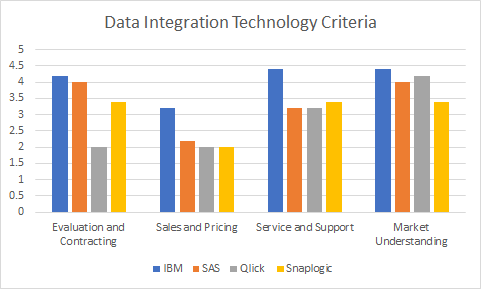 Data Integration Technology Criteria
5
4.5
4
3.5
3
2.5
2
1.5
1
0.5
0
Evaluation and
Contracting
Sales and Pricing
Service and Support
Market
Understanding
IBM SAS Qlick Snaplogic